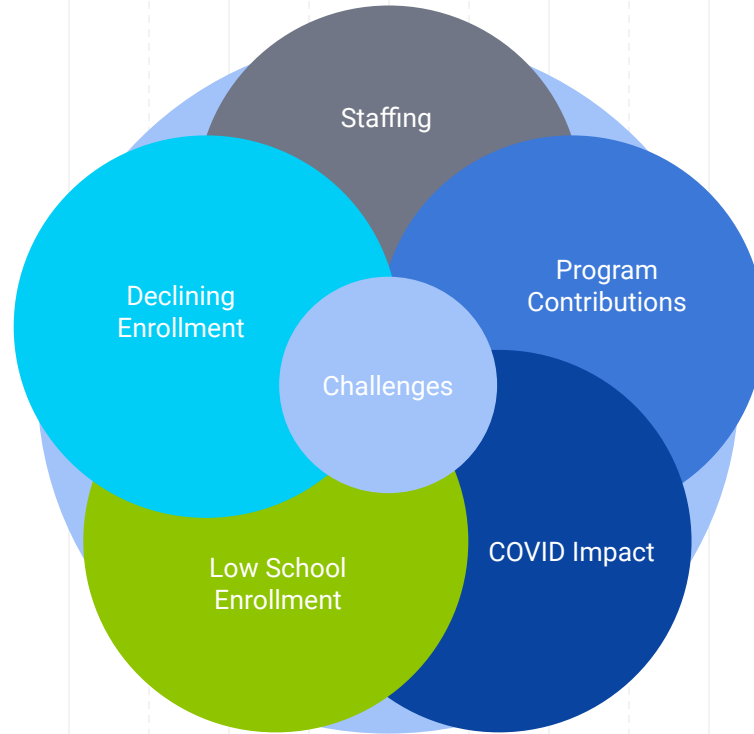 Staffing
Program
Contributions
Declining
Enrollment
Challenges
COVID Impact
Low School
Enrollment